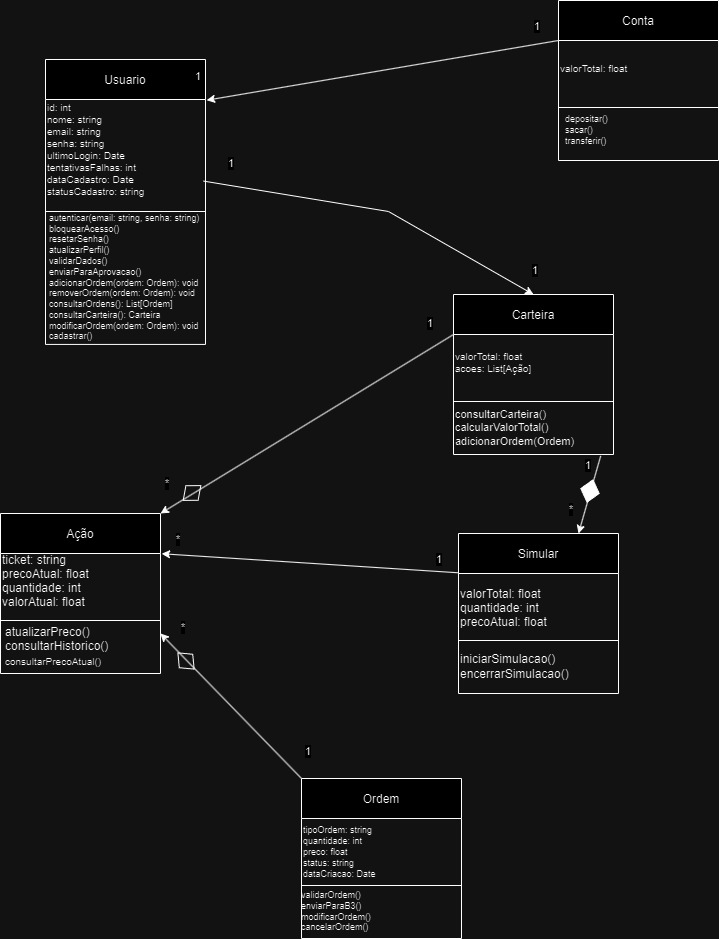 Conta
valorTotal: float
depositar()
sacar()
transferir()
1
1
Usuario
id: int
nome: string
email: string
senha: string
ultimoLogin: Date
tentativasFalhas: int
dataCadastro: Date
statusCadastro: string
autenticar(email: string, senha: string)
bloquearAcesso()
resetarSenha()
atualizarPerfil()
validarDados()
enviarParaAprovacao()
adicionarOrdem(ordem: Ordem): void
removerOrdem(ordem: Ordem): void
consultarOrdens(): List[Ordem]
consultarCarteira(): Carteira
modificarOrdem(ordem: Ordem): void
cadastrar()
1
1
Carteira
valorTotal: float
acoes: List[Ação]
consultarCarteira()
calcularValorTotal()
adicionarOrdem(Ordem)
1
*
1
*
Ação
ticket: string
precoAtual: float
quantidade: int
valorAtual: float
atualizarPreco()
consultarHistorico()
consultarPrecoAtual()
*
1
Simular
valorTotal: float
quantidade: int
precoAtual: float
iniciarSimulacao()
encerrarSimulacao()
*
1
Ordem
tipoOrdem: string
quantidade: int
preco: float
status: string
dataCriacao: Date
validarOrdem()
enviarParaB3()
modificarOrdem()
cancelarOrdem()